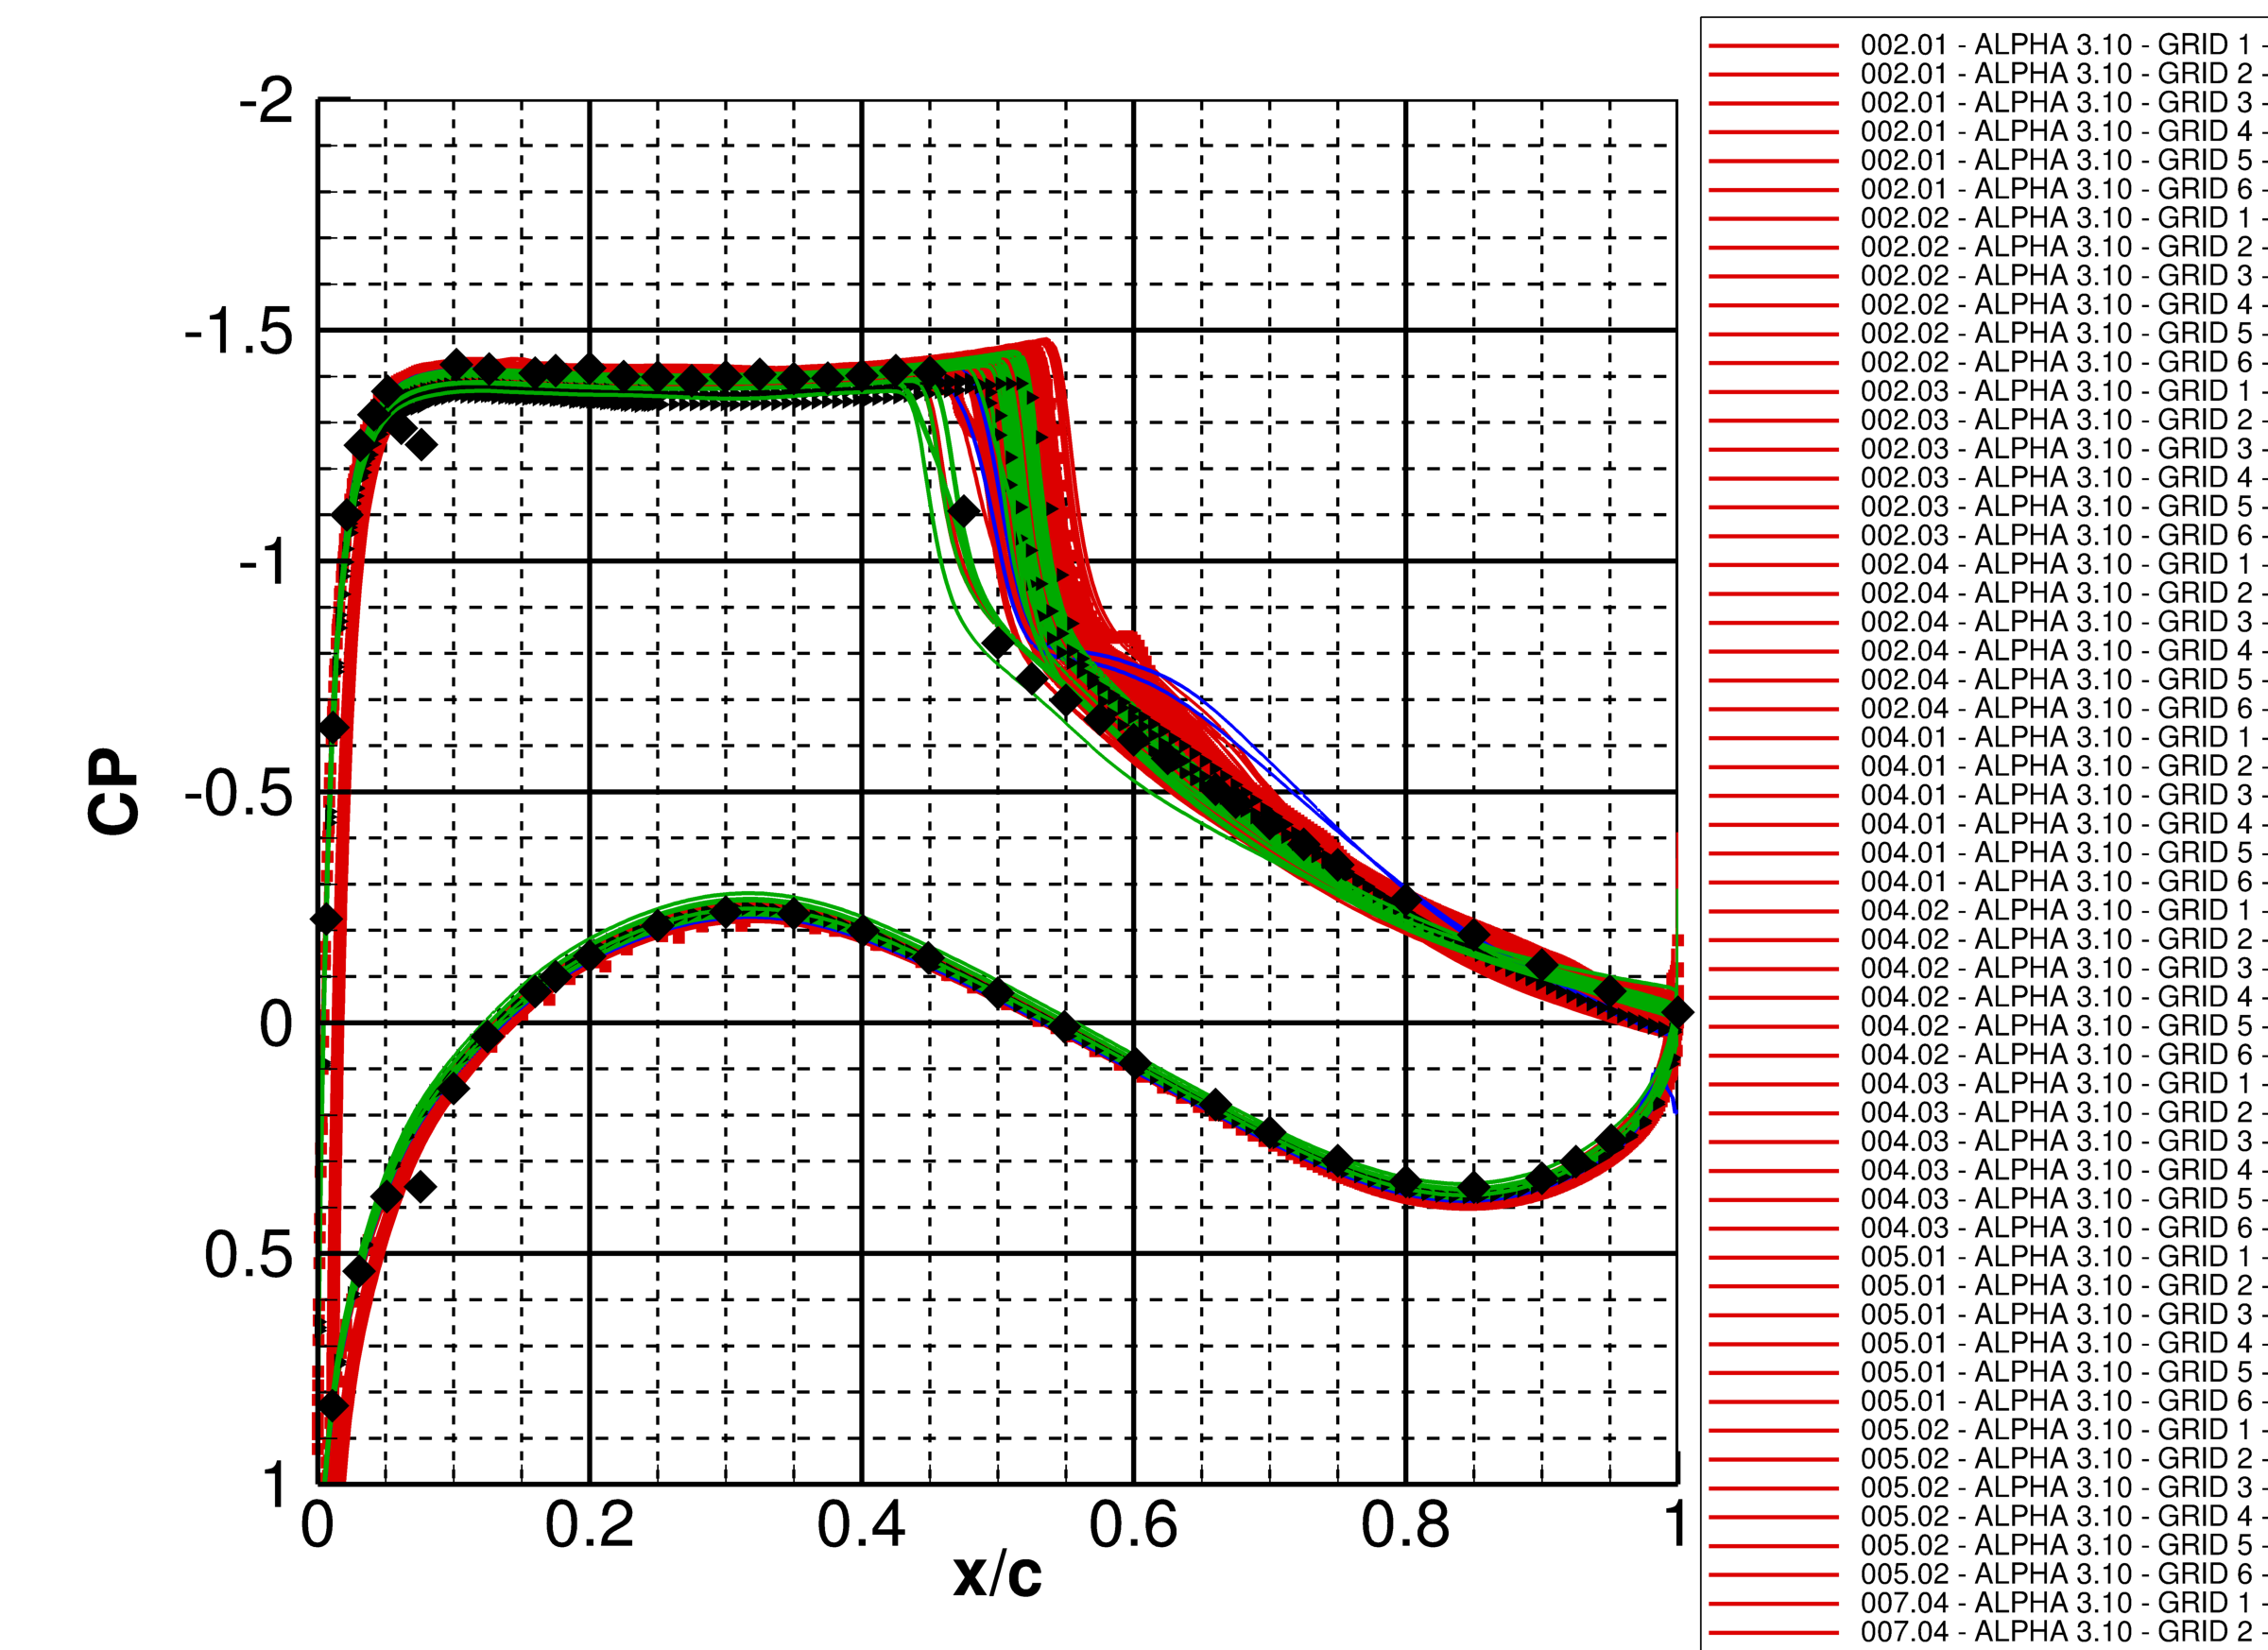 -2
-1.5
-1
-0.5
0
0.5
1
CP
0 0.2 0.4 0.6 0.8 1
x/c
002.01 - ALPHA 3.10 - GRID 1 -
002.01 - ALPHA 3.10 - GRID 2 -
002.01 - ALPHA 3.10 - GRID 3 -
002.01 - ALPHA 3.10 - GRID 4 -
002.01 - ALPHA 3.10 - GRID 5 -
002.01 - ALPHA 3.10 - GRID 6 -
002.02 - ALPHA 3.10 - GRID 1 -
002.02 - ALPHA 3.10 - GRID 2 -
002.02 - ALPHA 3.10 - GRID 3 -
002.02 - ALPHA 3.10 - GRID 4 -
002.02 - ALPHA 3.10 - GRID 5 -
002.02 - ALPHA 3.10 - GRID 6 -
002.03 - ALPHA 3.10 - GRID 1 -
002.03 - ALPHA 3.10 - GRID 2 -
002.03 - ALPHA 3.10 - GRID 3 -
002.03 - ALPHA 3.10 - GRID 4 -
002.03 - ALPHA 3.10 - GRID 5 -
002.03 - ALPHA 3.10 - GRID 6 -
002.04 - ALPHA 3.10 - GRID 1 -
002.04 - ALPHA 3.10 - GRID 2 -
002.04 - ALPHA 3.10 - GRID 3 -
002.04 - ALPHA 3.10 - GRID 4 -
002.04 - ALPHA 3.10 - GRID 5 -
002.04 - ALPHA 3.10 - GRID 6 -
004.01 - ALPHA 3.10 - GRID 1 -
004.01 - ALPHA 3.10 - GRID 2 -
004.01 - ALPHA 3.10 - GRID 3 -
004.01 - ALPHA 3.10 - GRID 4 -
004.01 - ALPHA 3.10 - GRID 5 -
004.01 - ALPHA 3.10 - GRID 6 -
004.02 - ALPHA 3.10 - GRID 1 -
004.02 - ALPHA 3.10 - GRID 2 -
004.02 - ALPHA 3.10 - GRID 3 -
004.02 - ALPHA 3.10 - GRID 4 -
004.02 - ALPHA 3.10 - GRID 5 -
004.02 - ALPHA 3.10 - GRID 6 -
004.03 - ALPHA 3.10 - GRID 1 -
004.03 - ALPHA 3.10 - GRID 2 -
004.03 - ALPHA 3.10 - GRID 3 -
004.03 - ALPHA 3.10 - GRID 4 -
004.03 - ALPHA 3.10 - GRID 5 -
004.03 - ALPHA 3.10 - GRID 6 -
005.01 - ALPHA 3.10 - GRID 1 -
005.01 - ALPHA 3.10 - GRID 2 -
005.01 - ALPHA 3.10 - GRID 3 -
005.01 - ALPHA 3.10 - GRID 4 -
005.01 - ALPHA 3.10 - GRID 5 -
005.01 - ALPHA 3.10 - GRID 6 -
005.02 - ALPHA 3.10 - GRID 1 -
005.02 - ALPHA 3.10 - GRID 2 -
005.02 - ALPHA 3.10 - GRID 3 -
005.02 - ALPHA 3.10 - GRID 4 -
005.02 - ALPHA 3.10 - GRID 5 -
005.02 - ALPHA 3.10 - GRID 6 -
007.04 - ALPHA 3.10 - GRID 1 -
007.04 - ALPHA 3.10 - GRID 2 -